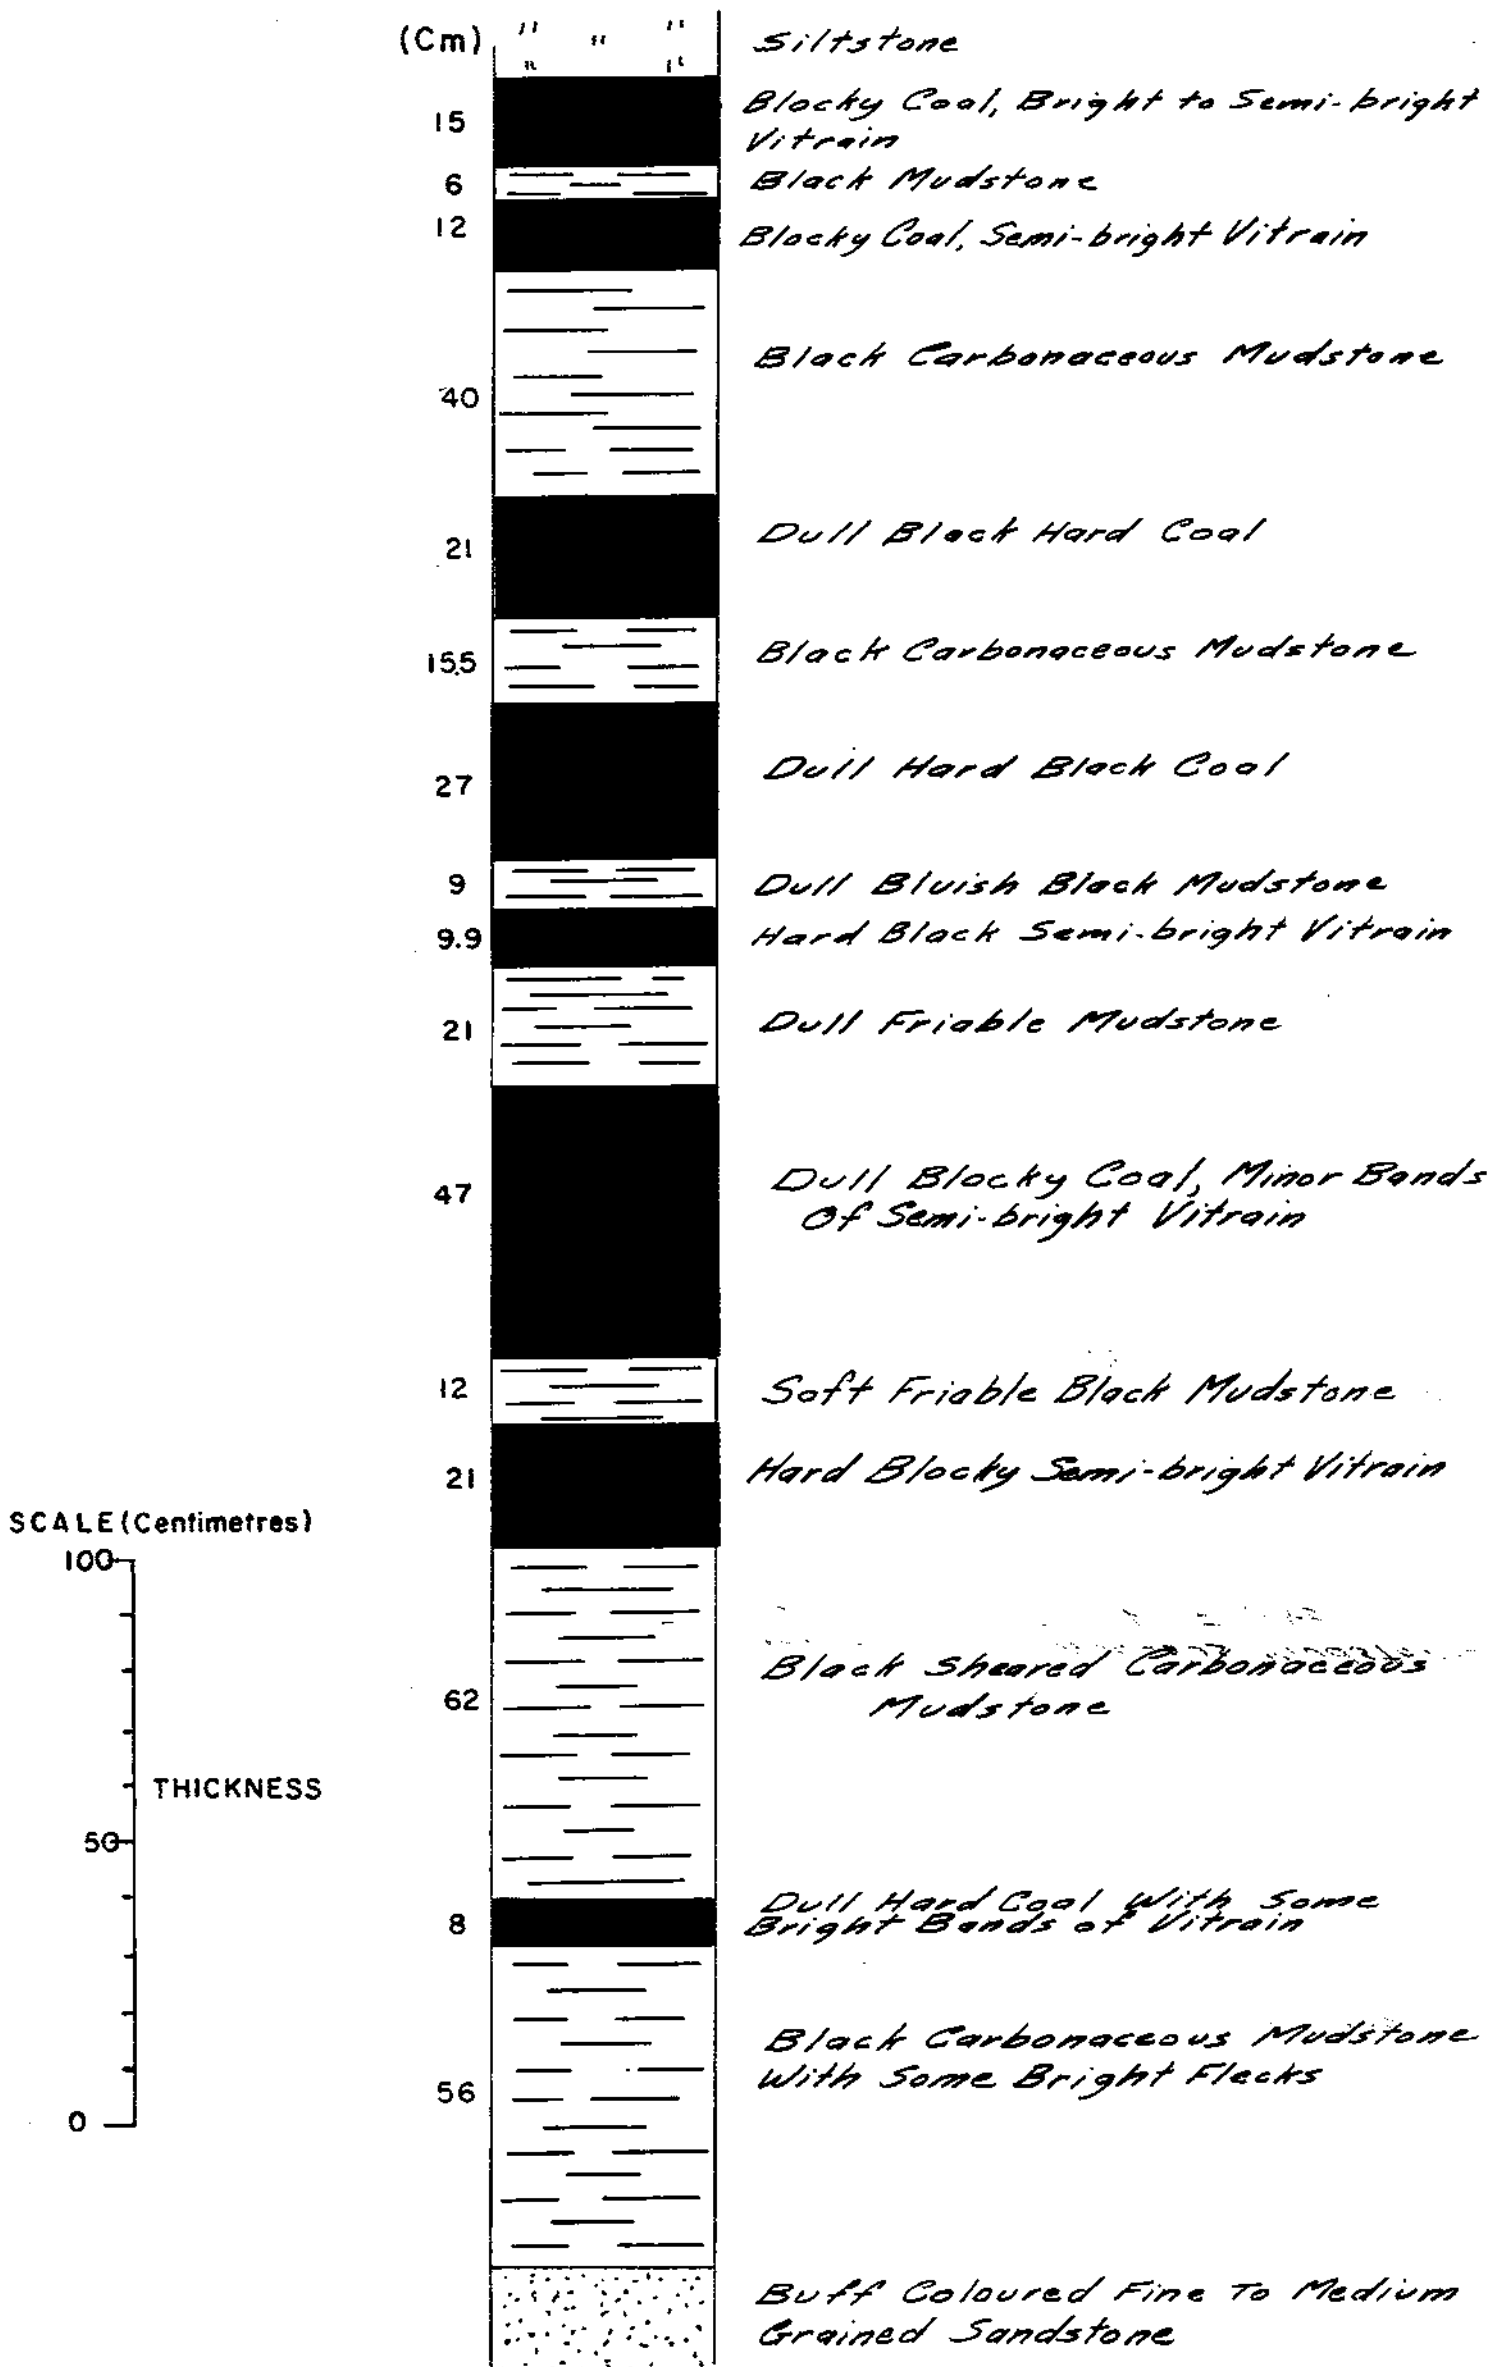 (Cm)
Siltstone
15
Blocky Coal, Bright to Semi-bright
Vitrain
6
Black Mudstone
12
Blocky Coal, Semi-bright Vitrain
40
Black Carbonaceous Mudstone
21
Dull Black Hard Coal
15.5
Black Carbonaceous Mudstone
27
Dull Hard Black Coal
9
Dull Bluish Black Mudstone
9.9
Hard Black Semi-bright Vitrain
21
Dull Friable Mudstone
47
Dull Blocky Coal, Minor Bands
Of Semi-bright Vitrain
12
Soft Friable Black Mudstone
21
Hard Blocky Semi-bright Vitrain
SCALE (Centimetres)
100
62
Black Sheared Carbonaceous
Mudstone
THICKNESS
50
8
Dull Hard Coal With Some
Bright Bands of Vitrain
56
Black Carbonaceous Mudstone
With Some Bright Flecks
0
Buff Coloured Fine To Medium
Grained Sandstone